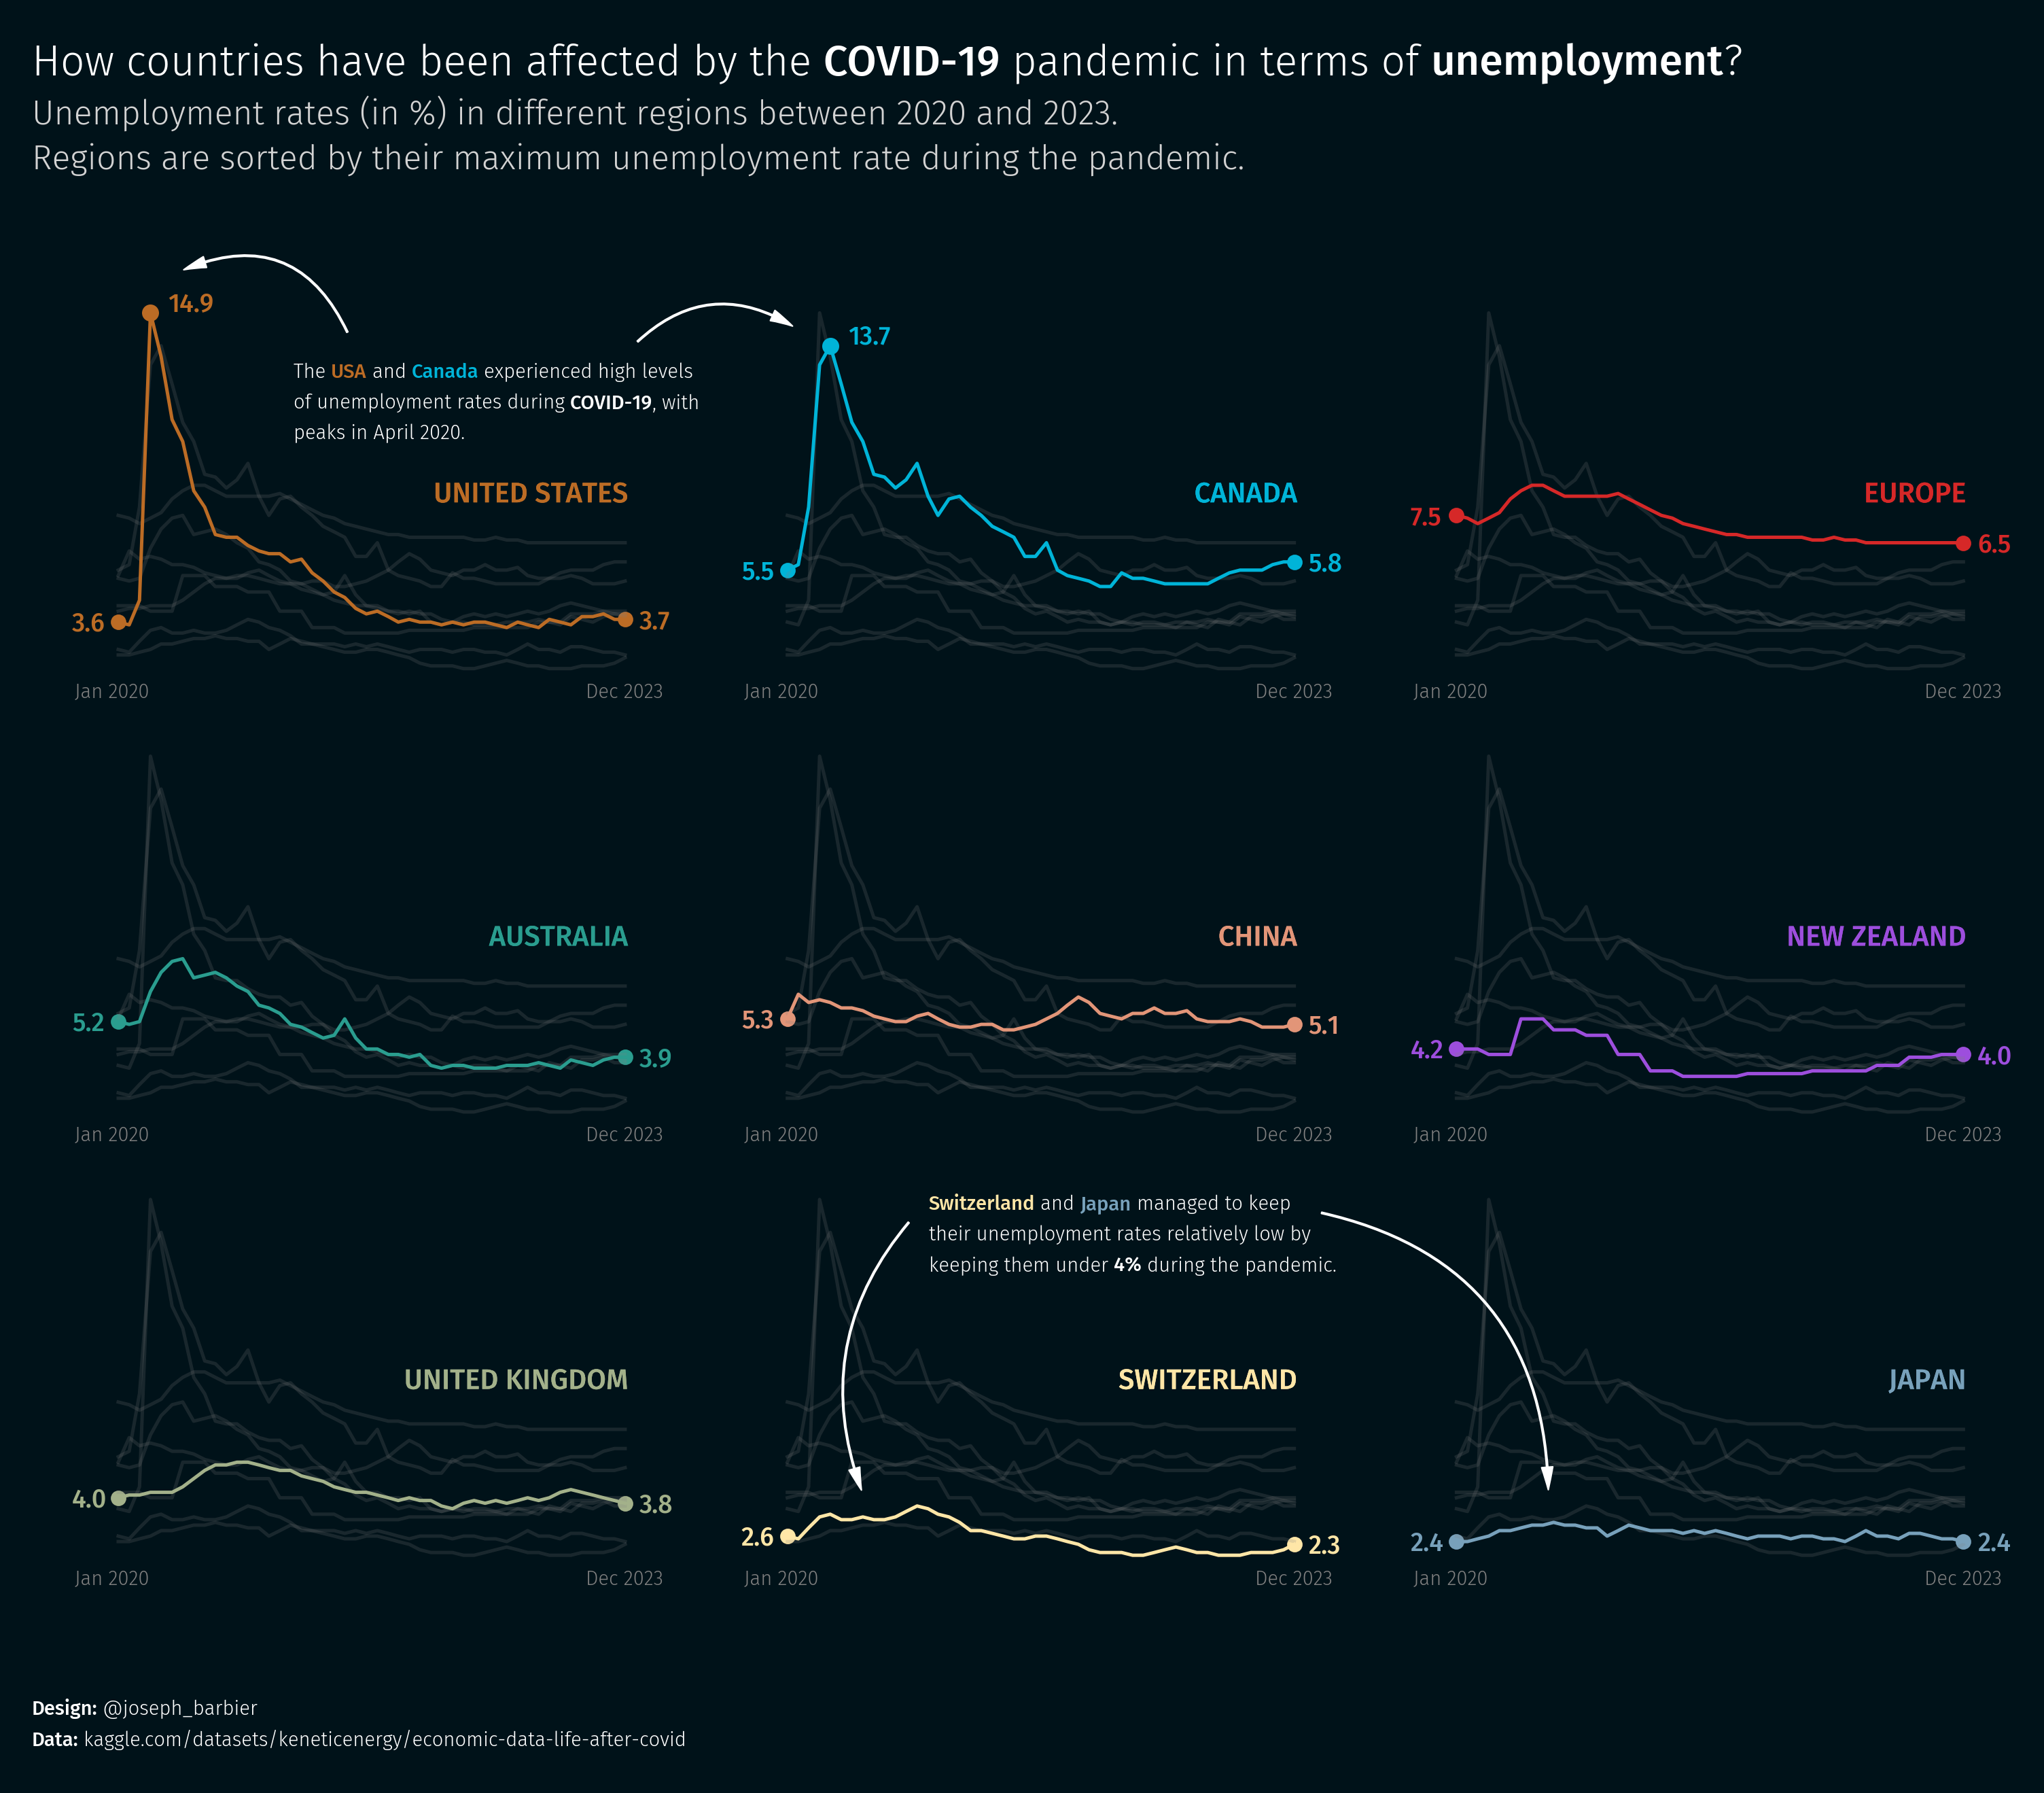 How countries have been affected by the COVID-19 pandemic in terms of unemployment?
Unemployment rates (in %) in different regions between 2020 and 2023.
Regions are sorted by their maximum unemployment rate during the pandemic.
14.9
The USA and Canada experienced high levels
of unemployment rates during COVID-19, with
peaks in April 2020.
UNITED STATES
3.6
3.7
Jan 2020
Dec 2023
13.7
CANADA
5.5
5.8
Jan 2020
Dec 2023
EUROPE
7.5
6.5
Jan 2020
Dec 2023
AUSTRALIA
5.2
3.9
Jan 2020
Dec 2023
CHINA
5.3
5.1
Jan 2020
Dec 2023
NEW ZEALAND
4.2
4.0
Jan 2020
Dec 2023
UNITED KINGDOM
4.0
3.8
Jan 2020
Dec 2023
Switzerland and Japan managed to keep
their unemployment rates relatively low by
keeping them under 4% during the pandemic.
SWITZERLAND
2.6
2.3
Jan 2020
Dec 2023
JAPAN
2.4
2.4
Jan 2020
Dec 2023
Design: @joseph_barbier
Data: kaggle.com/datasets/keneticenergy/economic-data-life-after-covid